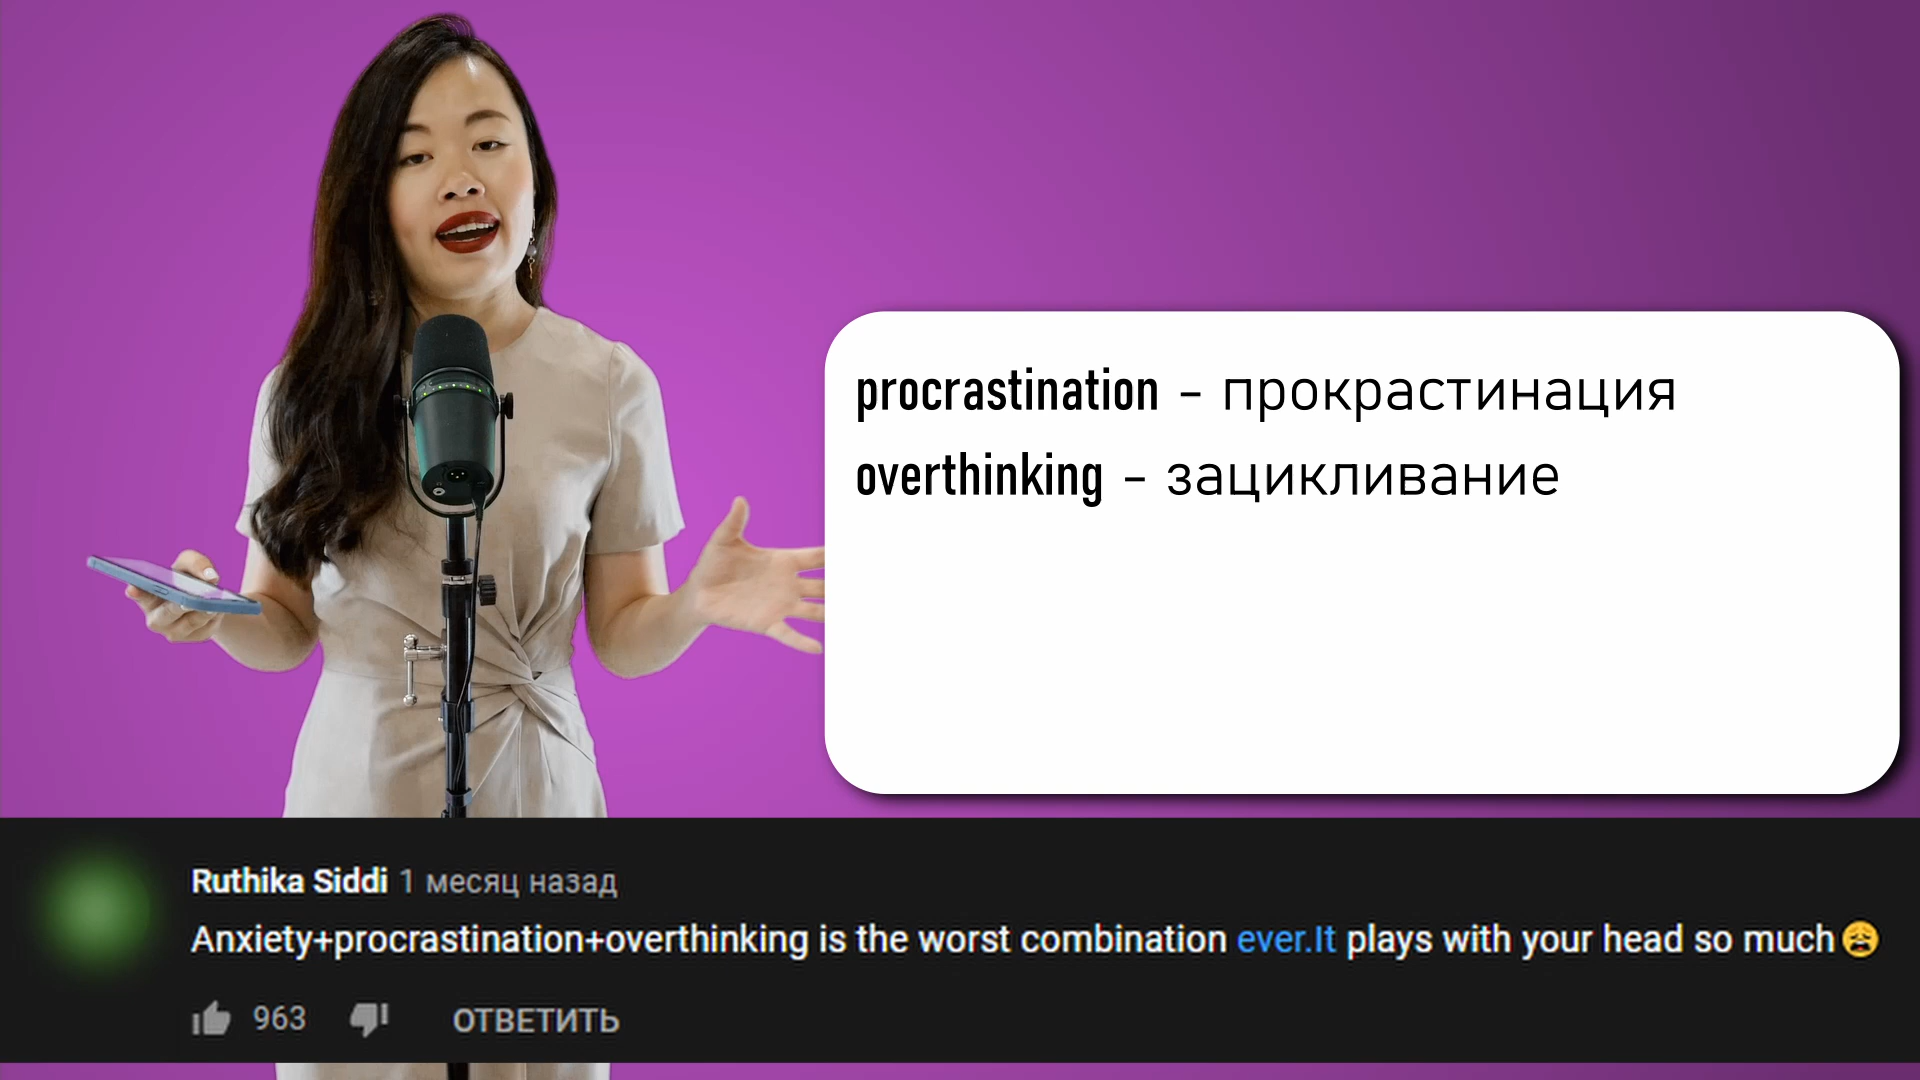 procrastination – прокрастинация
overthinking – зацикливание
Ruthika Siddi 1 месяц назад
Anxiety+procrastination+overthinking is the worst combination ever.It plays with your head so much😩
963
ОТВЕТИТЬ